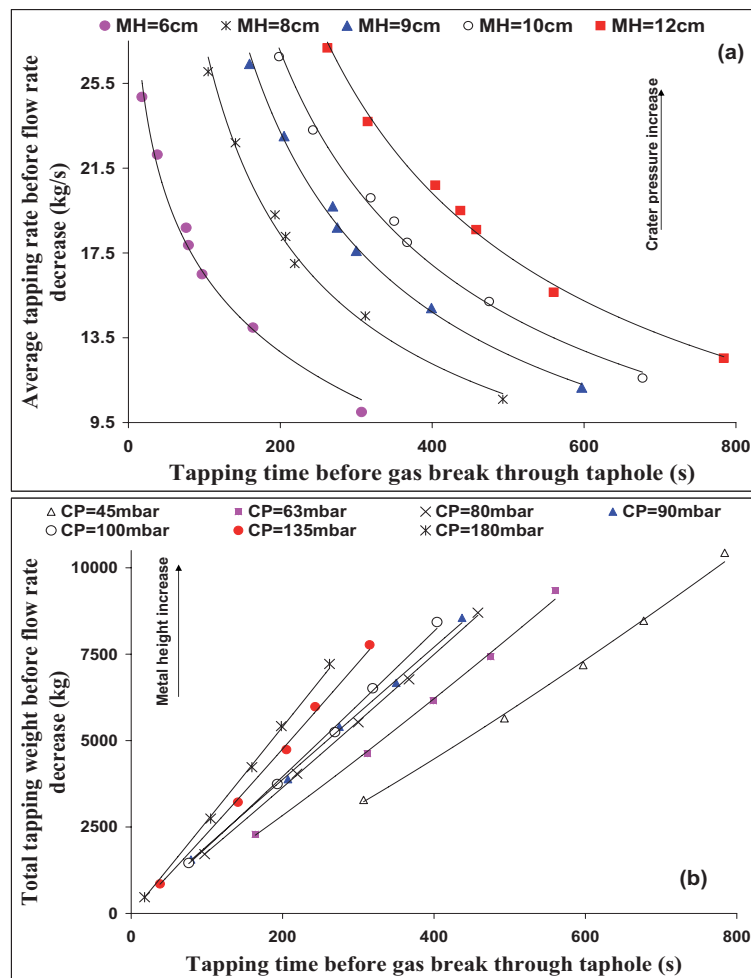 MH=6cm MH=8cm MH=9cm MH=10cm MH=12cm
(a)
25.5
21.5
17.5
13.5
9.5
Average tapping rate before flow rate
decrease (kg/s)
Crater pressure increase
0 200 400 600 800
Tapping time before gas break through taphole (s)
CP=45mbar CP=63mbar CP=80mbar CP=90mbar
CP=100mbar CP=135mbar CP=180mbar
10000
7500
5000
2500
0
Total tapping weight before flow rate
decrease (kg)
Metal height increase
(b)
0 200 400 600 800
Tapping time before gas break through taphole (s)